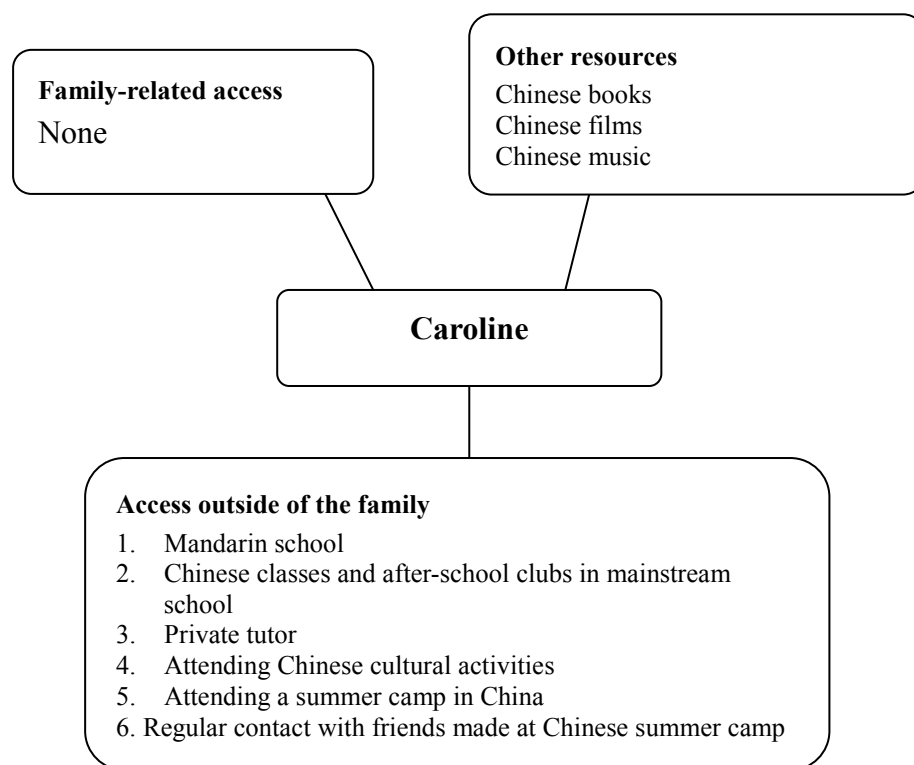 Family-related access
None
Other resources
Chinese books
Chinese films
Chinese music
Caroline
Access outside of the family
1. Mandarin school
2. Chinese classes and after-school clubs in mainstream
school
3. Private tutor
4. Attending Chinese cultural activities
5. Attending a summer camp in China
6. Regular contact with friends made at Chinese summer camp